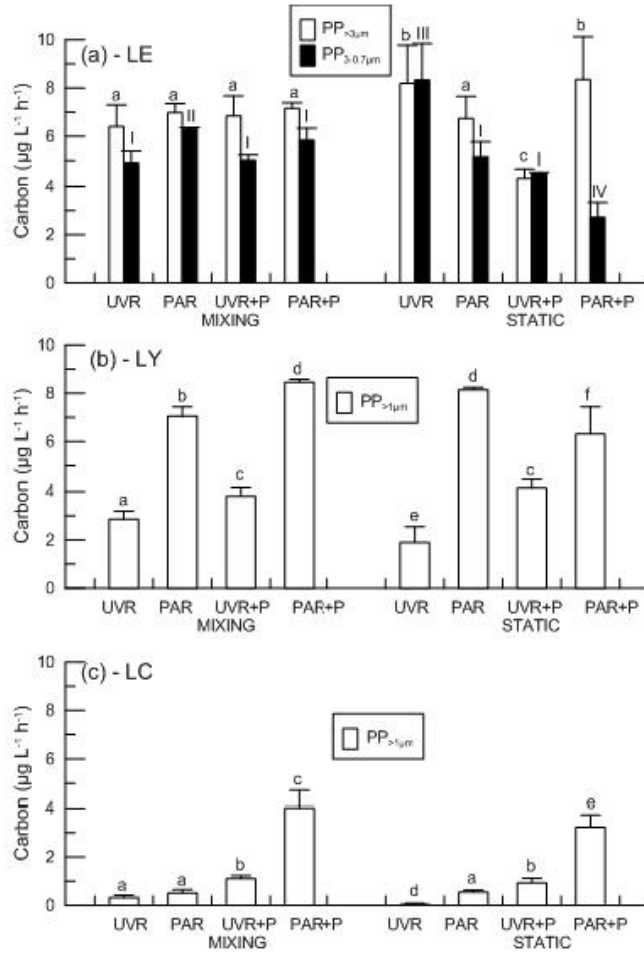 (a) - LE
PP>3μm
PP3-0.7μm
Carbon (μg L-1 h-1)
10
8
6
4
2
0
a I a II a I a I b III a I c I b IV
UVR PAR UVR+P PAR+P UVR PAR UVR+P PAR+P
MIXING STATIC
(b) - LY
PP>1μm
Carbon (μg L-1 h-1)
10
8
6
4
2
0
a b c d e d c f
UVR PAR UVR+P PAR+P UVR PAR UVR+P PAR+P
MIXING STATIC
(c) - LC
PP>1μm
Carbon (μg L-1 h-1)
10
8
6
4
2
0
a a b c d a b e
UVR PAR UVR+P PAR+P UVR PAR UVR+P PAR+P
MIXING STATIC